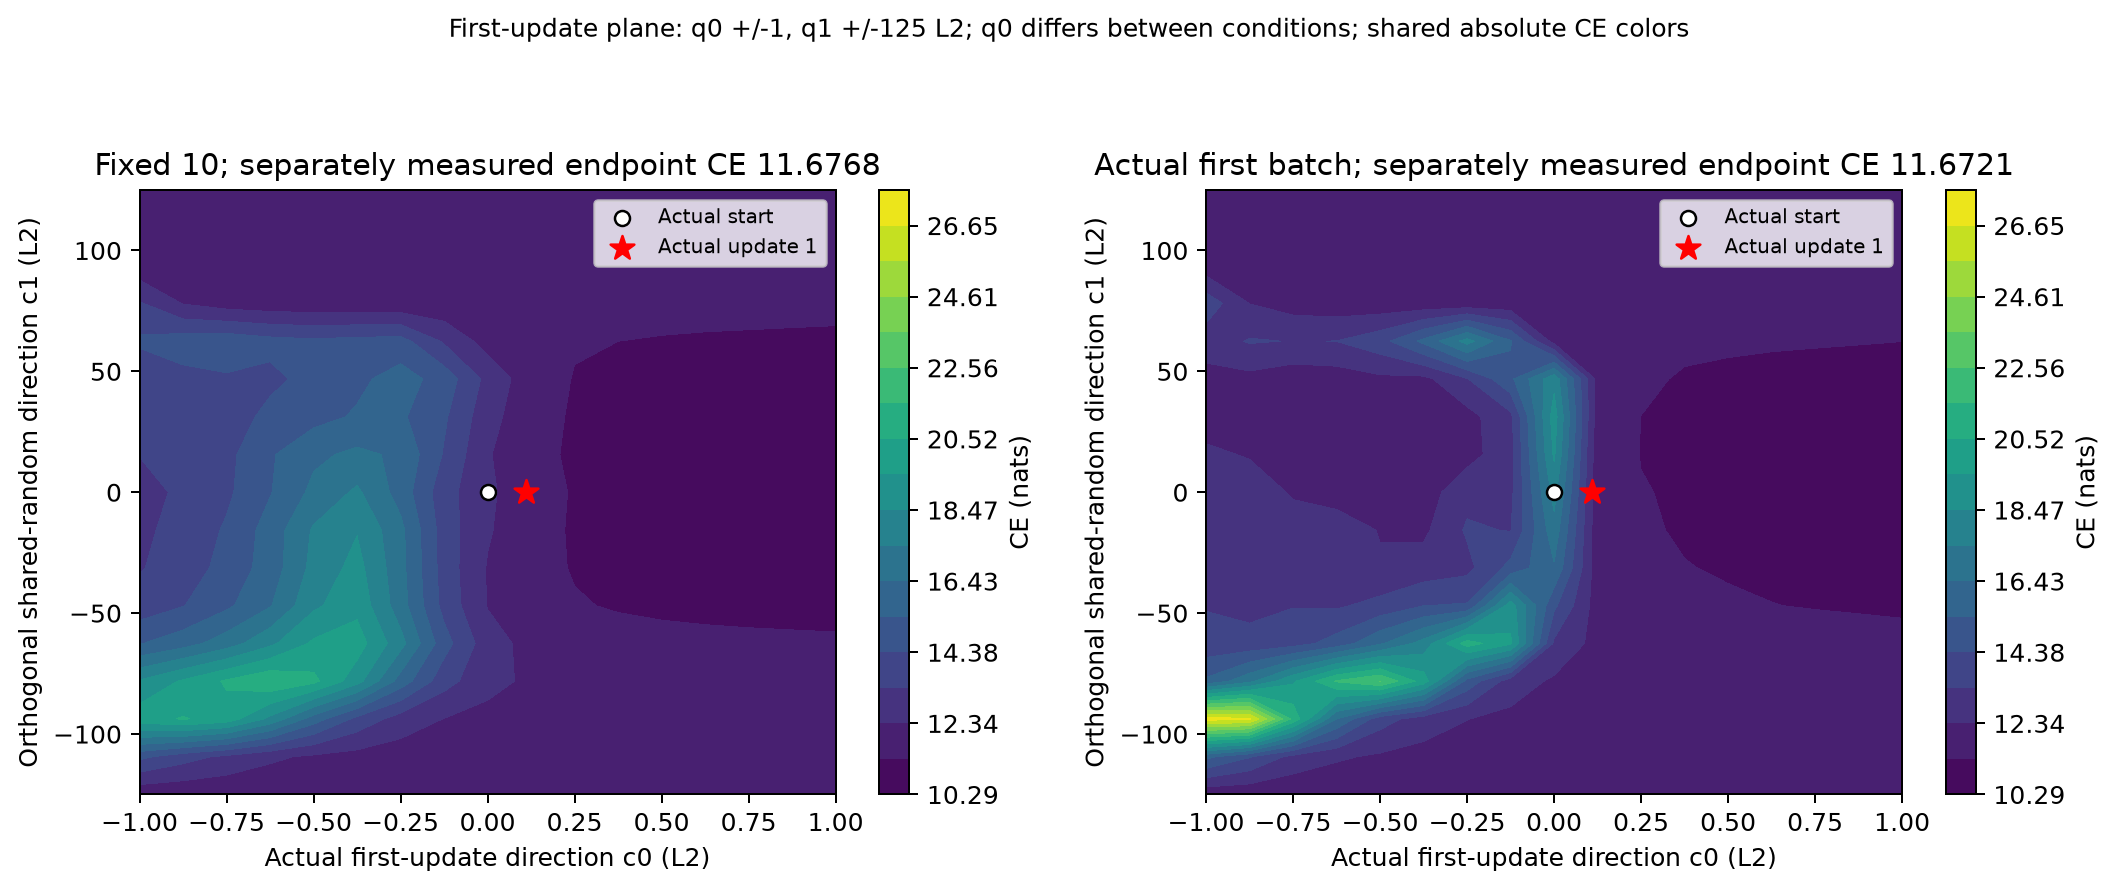 First-update plane: q0 +/-1, q1 +/-125 L2; q0 differs between conditions; shared absolute CE colors
Fixed 10; separately measured endpoint CE 11.6768
Actual start
Actual update 1
Orthogonal shared-random direction c1 (L2)
100
50
0
−50
−100
−1.00 −0.75 −0.50 −0.25 0.00 0.25 0.50 0.75 1.00
Actual first-update direction c0 (L2)
26.65
24.61
22.56
20.52
18.47
16.43
14.38
12.34
10.29
CE (nats)
Actual first batch; separately measured endpoint CE 11.6721
Actual start
Actual update 1
Orthogonal shared-random direction c1 (L2)
100
50
0
−50
−100
−1.00 −0.75 −0.50 −0.25 0.00 0.25 0.50 0.75 1.00
Actual first-update direction c0 (L2)
26.65
24.61
22.56
20.52
18.47
16.43
14.38
12.34
10.29
CE (nats)